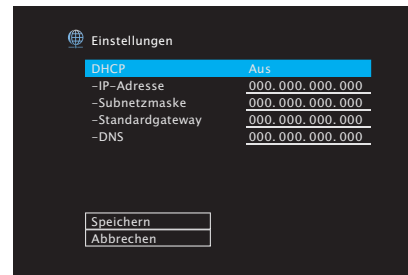 Einstellungen
DHCP Aus
–IP–Adresse 000.000.000.000
–Subnetzmaske 000.000.000.000
–Standardgateway 000.000.000.000
–DNS 000.000.000.000
Speichern
Abbrechen